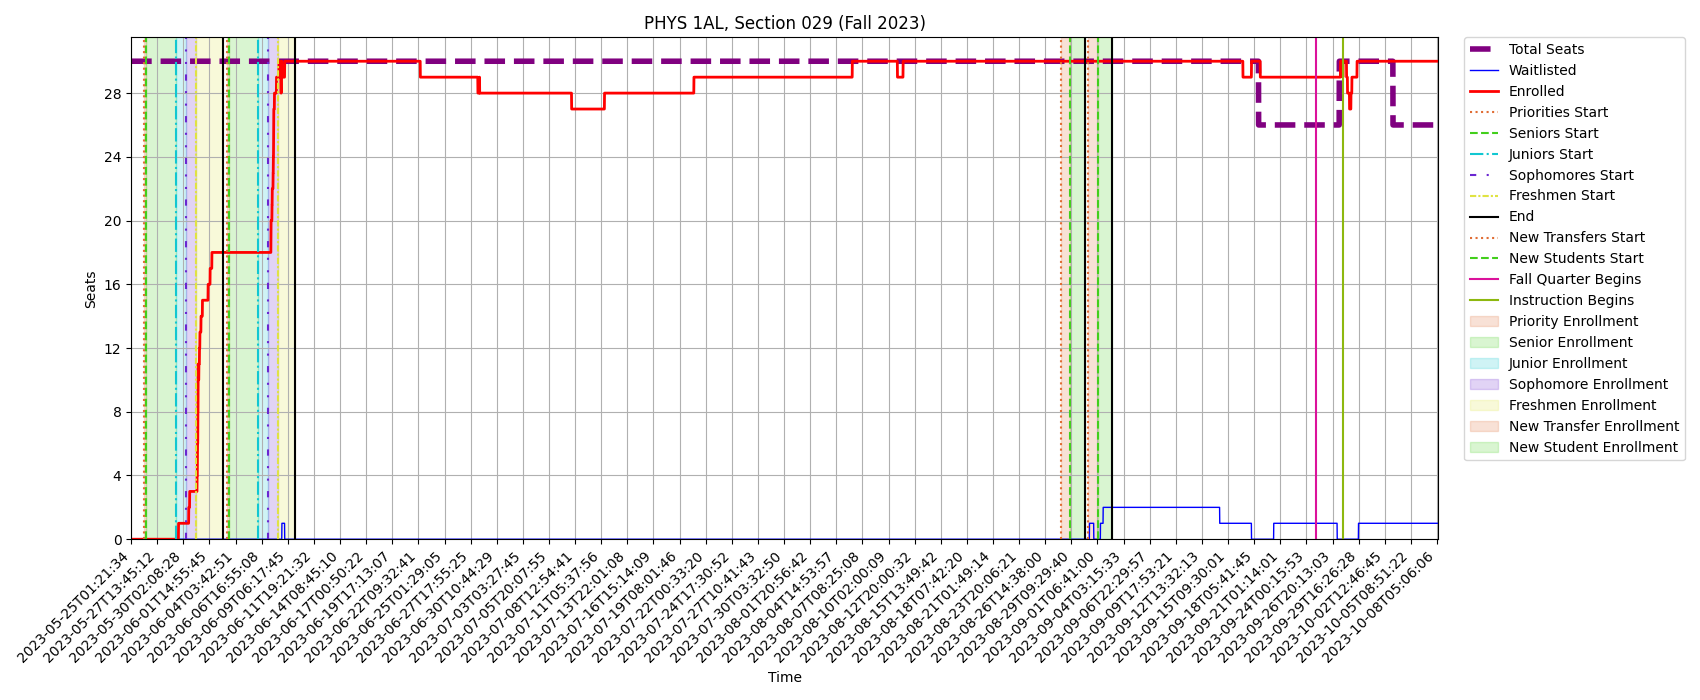 PHYS 1AL, Section 029 (Fall 2023)
Seats
28
24
20
16
12
8
4
0
2023-05-25T01:21:34
2023-05-27T13:45:12
2023-05-30T02:08:28
2023-06-01T14:55:45
2023-06-04T03:42:51
2023-06-06T16:55:08
2023-06-09T06:17:45
2023-06-11T19:21:32
2023-06-14T08:45:10
2023-06-17T00:50:22
2023-06-19T17:13:07
2023-06-22T09:32:41
2023-06-25T01:29:05
2023-06-27T17:55:25
2023-06-30T10:44:29
2023-07-03T03:27:45
2023-07-05T20:07:55
2023-07-08T12:54:41
2023-07-11T05:37:56
2023-07-13T22:01:08
2023-07-16T15:14:09
2023-07-19T08:01:46
2023-07-22T00:33:20
2023-07-24T17:30:52
2023-07-27T10:41:43
2023-07-30T03:32:50
2023-08-01T20:56:42
2023-08-04T14:53:57
2023-08-07T08:25:08
2023-08-10T02:00:09
2023-08-12T20:00:32
2023-08-15T13:49:42
2023-08-18T07:42:20
2023-08-21T01:49:14
2023-08-23T20:06:21
2023-08-26T14:38:00
2023-08-29T09:29:40
2023-09-01T06:41:00
2023-09-04T03:15:33
2023-09-06T22:29:57
2023-09-09T17:53:21
2023-09-12T13:32:13
2023-09-15T09:30:01
2023-09-18T05:41:45
2023-09-21T01:14:01
2023-09-24T00:15:53
2023-09-26T20:13:03
2023-09-29T16:26:28
2023-10-02T12:46:45
2023-10-05T08:51:22
2023-10-08T05:06:06
Time
Total Seats
Waitlisted
Enrolled
Priorities Start
Seniors Start
Juniors Start
Sophomores Start
Freshmen Start
End
New Transfers Start
New Students Start
Fall Quarter Begins
Instruction Begins
Priority Enrollment
Senior Enrollment
Junior Enrollment
Sophomore Enrollment
Freshmen Enrollment
New Transfer Enrollment
New Student Enrollment